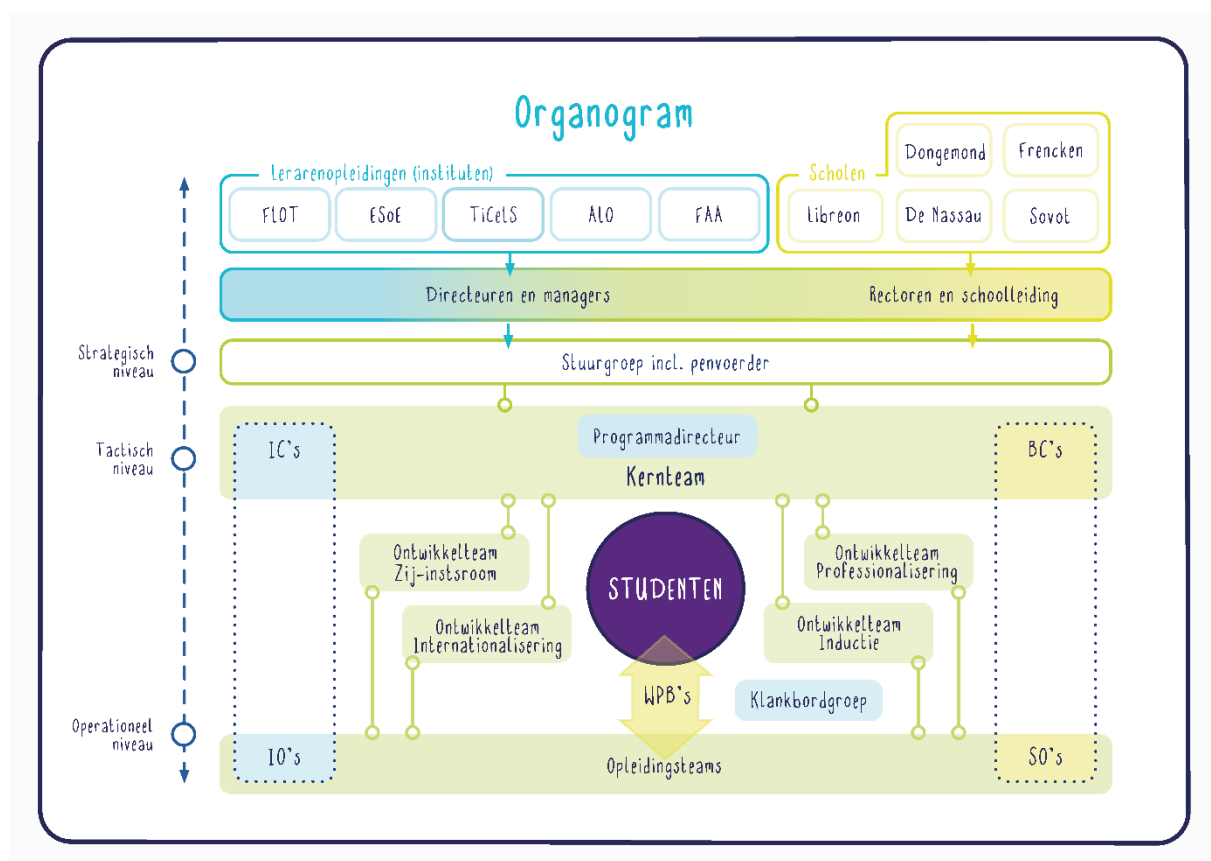 Organogram
Lerarenopleidingen (instituten)
FLOT
ESoE
TiCelS
ALO
FAA
Scholen
Dongemond
Frencken
Libreon
De Nassau
Sovot
Directeuren en managers
Rectoren en schoolleiding
Strategisch
niveau
Stuurgroep incl. penvoerder
Tactisch
niveau
IC's
Programmadirecteur
Kernteam
BC's
Ontwikkelteam
Zij-instsroom
Ontwikkelteam
Internationalisering
STUDENTEN
Ontwikkelteam
Professionalisering
Ontwikkelteam
Inductie
WPB's
Klankbordgroep
Operationeel
niveau
IO's
Opleidingsteams
SO's